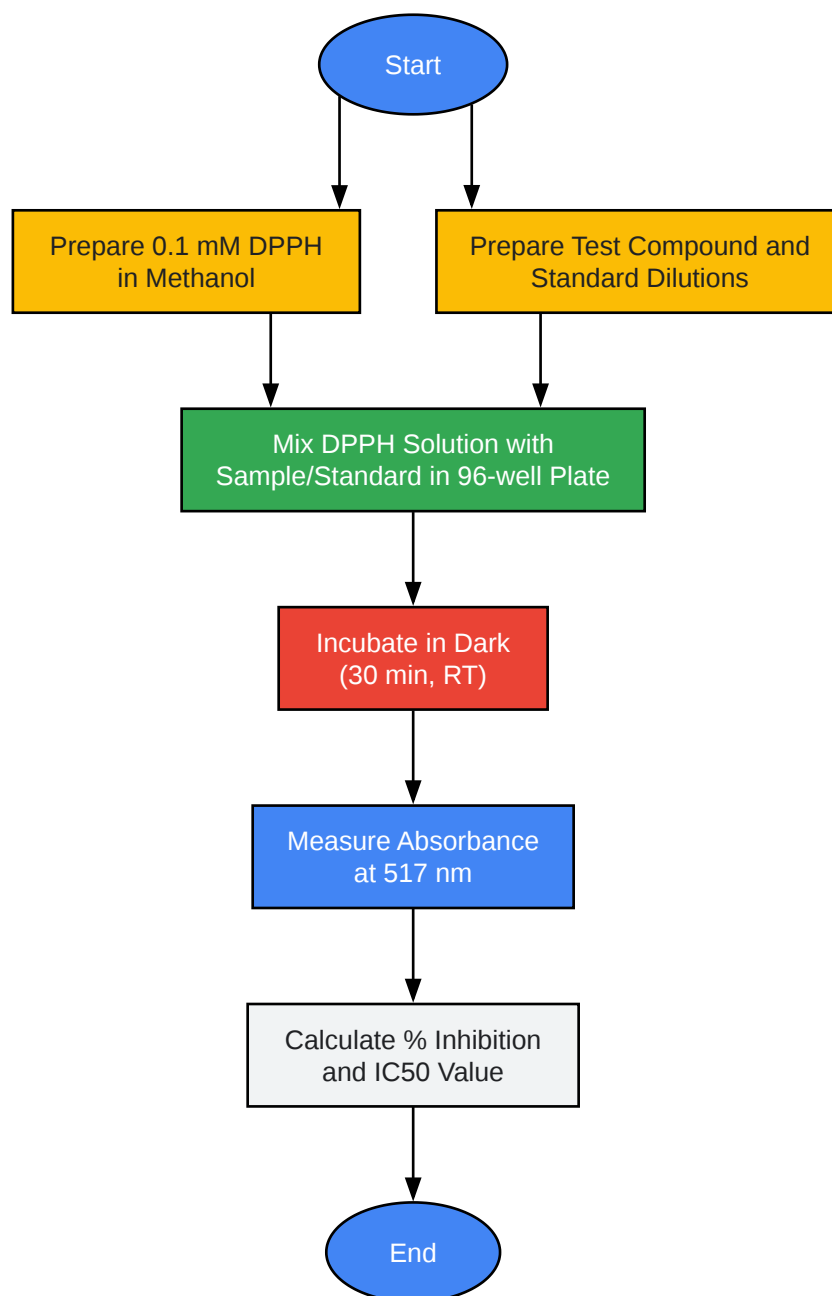 Start
Prepare 0.1 mM DPPH
in Methanol
Prepare Test Compound and
Standard Dilutions
Mix DPPH Solution with
Sample/Standard in 96-well Plate
Incubate in Dark
(30 min, RT)
Measure Absorbance
at 517 nm
Calculate % Inhibition
and IC50 Value
End